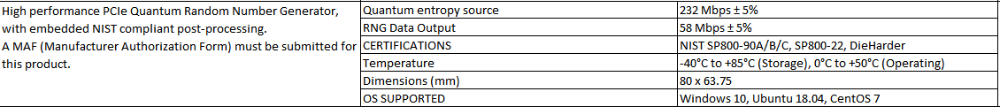 High performance PCIe Quantum Random Number Generator,
with embedded NIST compliant post-processing.
A MAF (Manufacturer Authorization Form) must be submitted for
this product.
Quantum entropy source 232 Mbps ± 5%
RNG Data Output 58 Mbps ± 5%
CERTIFICATIONS NIST SP800-90A/B/C, SP800-22, DieHarder
Temperature -40°C to +85°C (Storage), 0°C to +50°C (Operating)
Dimensions (mm) 80 x 63.75
OS SUPPORTED Windows 10, Ubuntu 18.04, CentOS 7